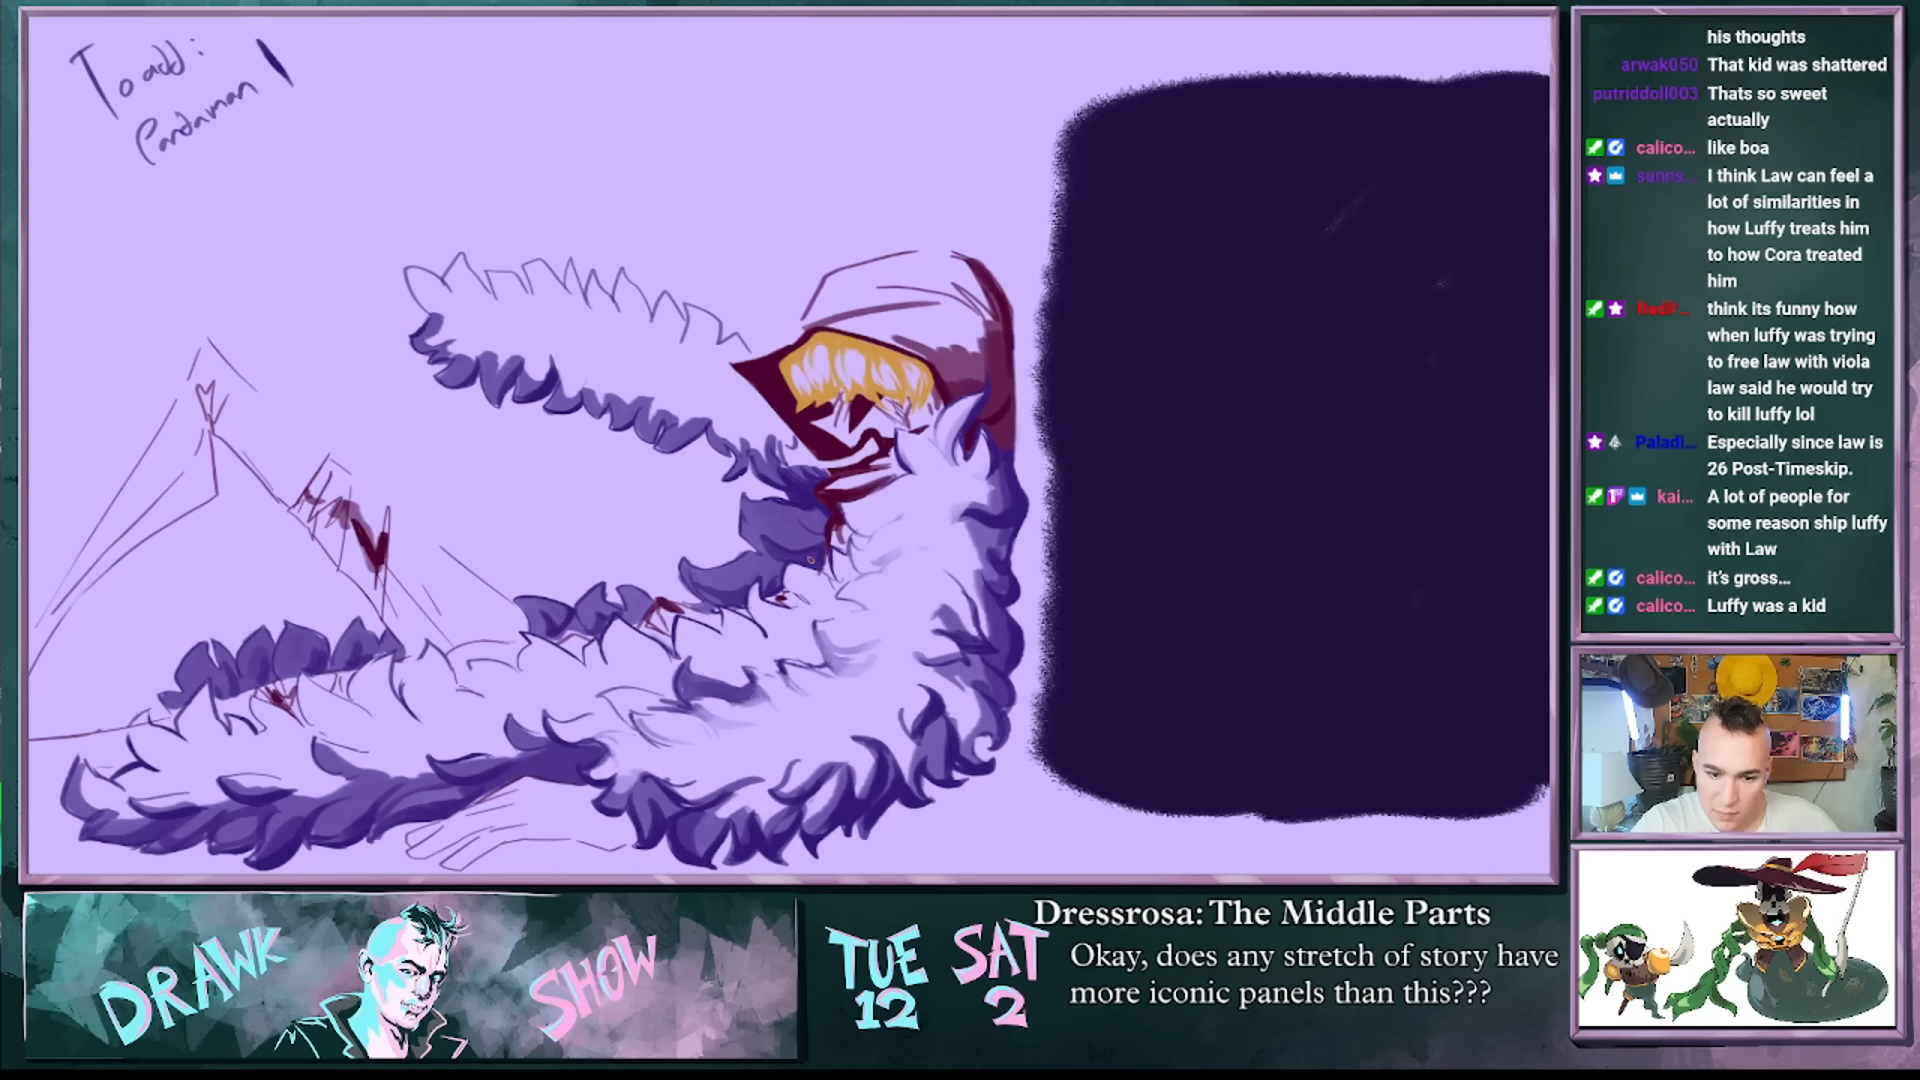 To add:
Pandaman
his thoughts
arwak050 That kid was shattered
putriddoll003 Thats so sweet
actually
calico... like boa
sunns... I think Law can feel a
lot of similarities in
how Luffy treats him
to how Cora treated
him
RedP... think its funny how
when luffy was trying
to free law with viola
law said he would try
to kill luffy lol
Paladi... Especially since law is
26 Post-Timeskip.
kai... A lot of people for
some reason ship luffy
with Law
calico... it's gross...
calico... Luffy was a kid
DRAWK SHOW
TUE SAT
12 2
Dressrosa: The Middle Parts
Okay, does any stretch of story have
more iconic panels than this???